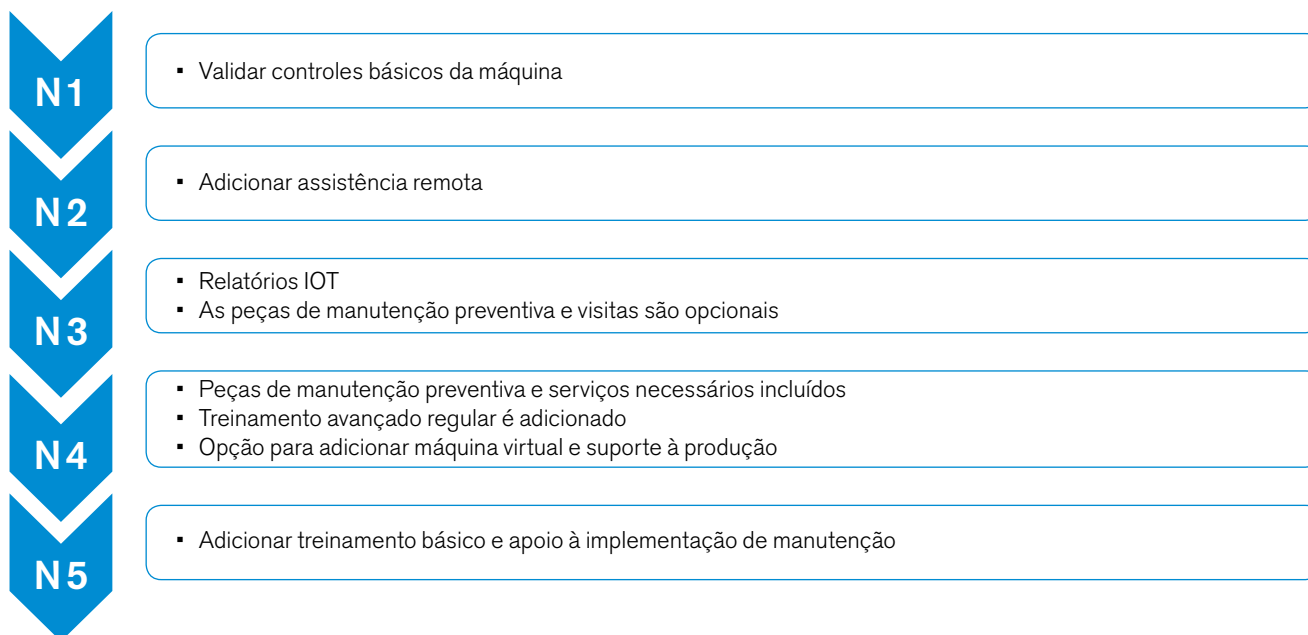 N1
▪ Validar controles básicos da máquina
N2
▪ Adicionar assistência remota
N3
▪ Relatórios IOT
▪ As peças de manutenção preventiva e visitas são opcionais
N4
▪ Peças de manutenção preventiva e serviços necessários incluídos
▪ Treinamento avançado regular é adicionado
▪ Opção para adicionar máquina virtual e suporte à produção
N5
▪ Adicionar treinamento básico e apoio à implementação de manutenção